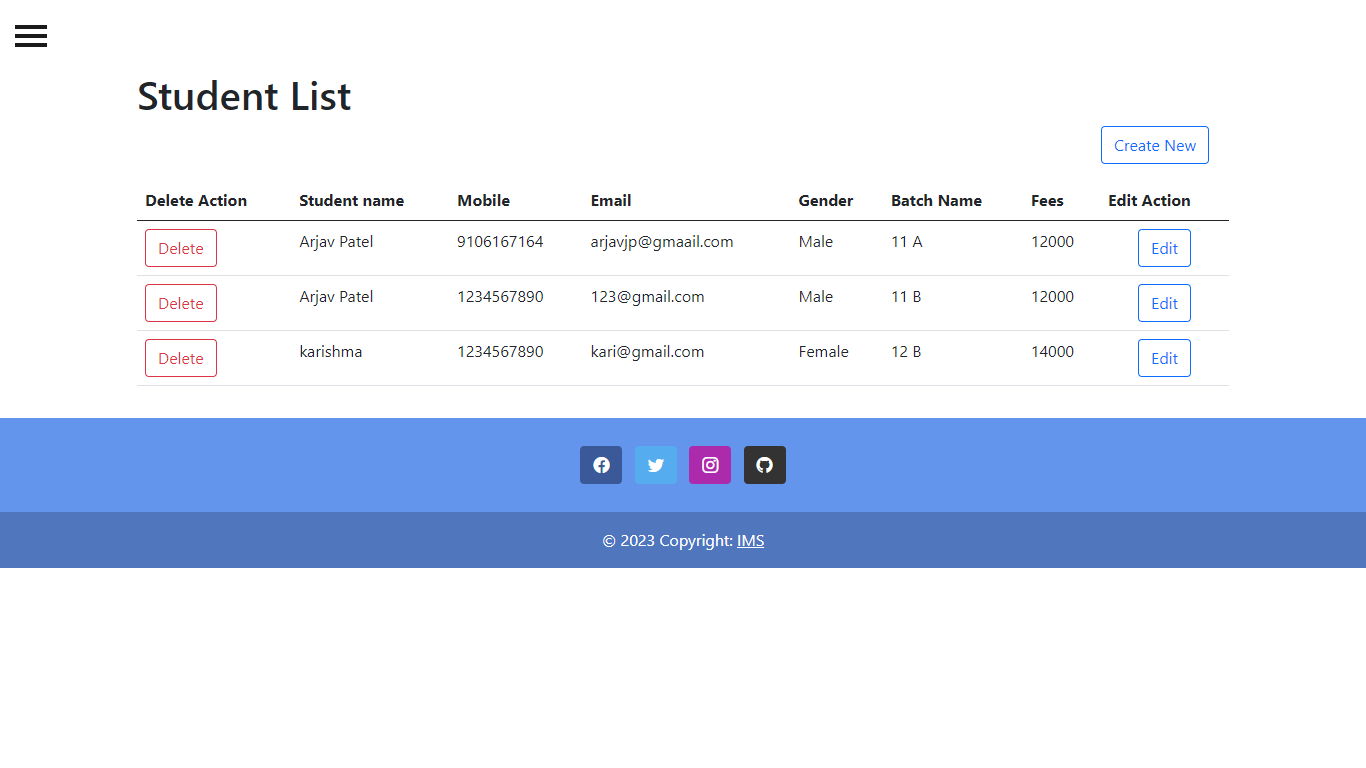 Student List
Create New
Delete Action Student name Mobile Email Gender Batch Name Fees Edit Action
Delete Arjav Patel 9106167164 arjavjp@gmaail.com Male 11 A 12000 Edit
Delete Arjav Patel 1234567890 123@gmail.com Male 11 B 12000 Edit
Delete karishma 1234567890 kari@gmail.com Female 12 B 14000 Edit
© 2023 Copyright: IMS